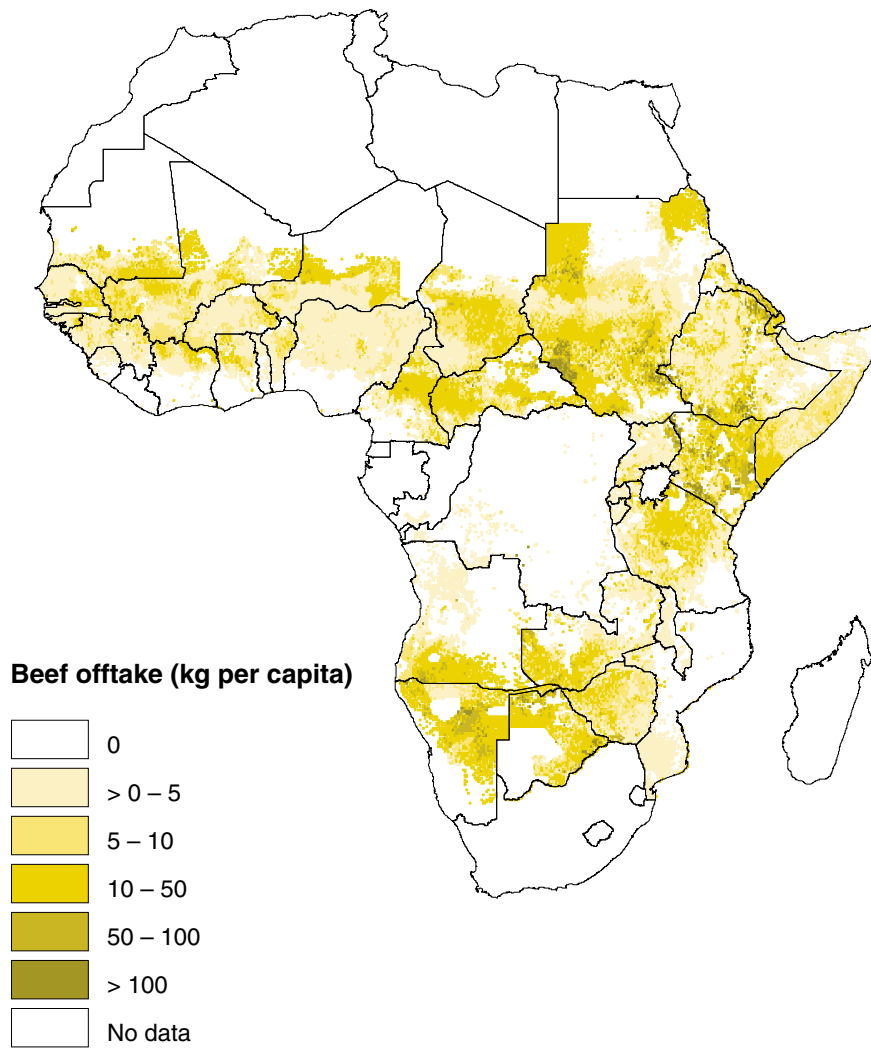 Beef offtake (kg per capita)
0
> 0 – 5
5 – 10
10 – 50
50 – 100
> 100
No data